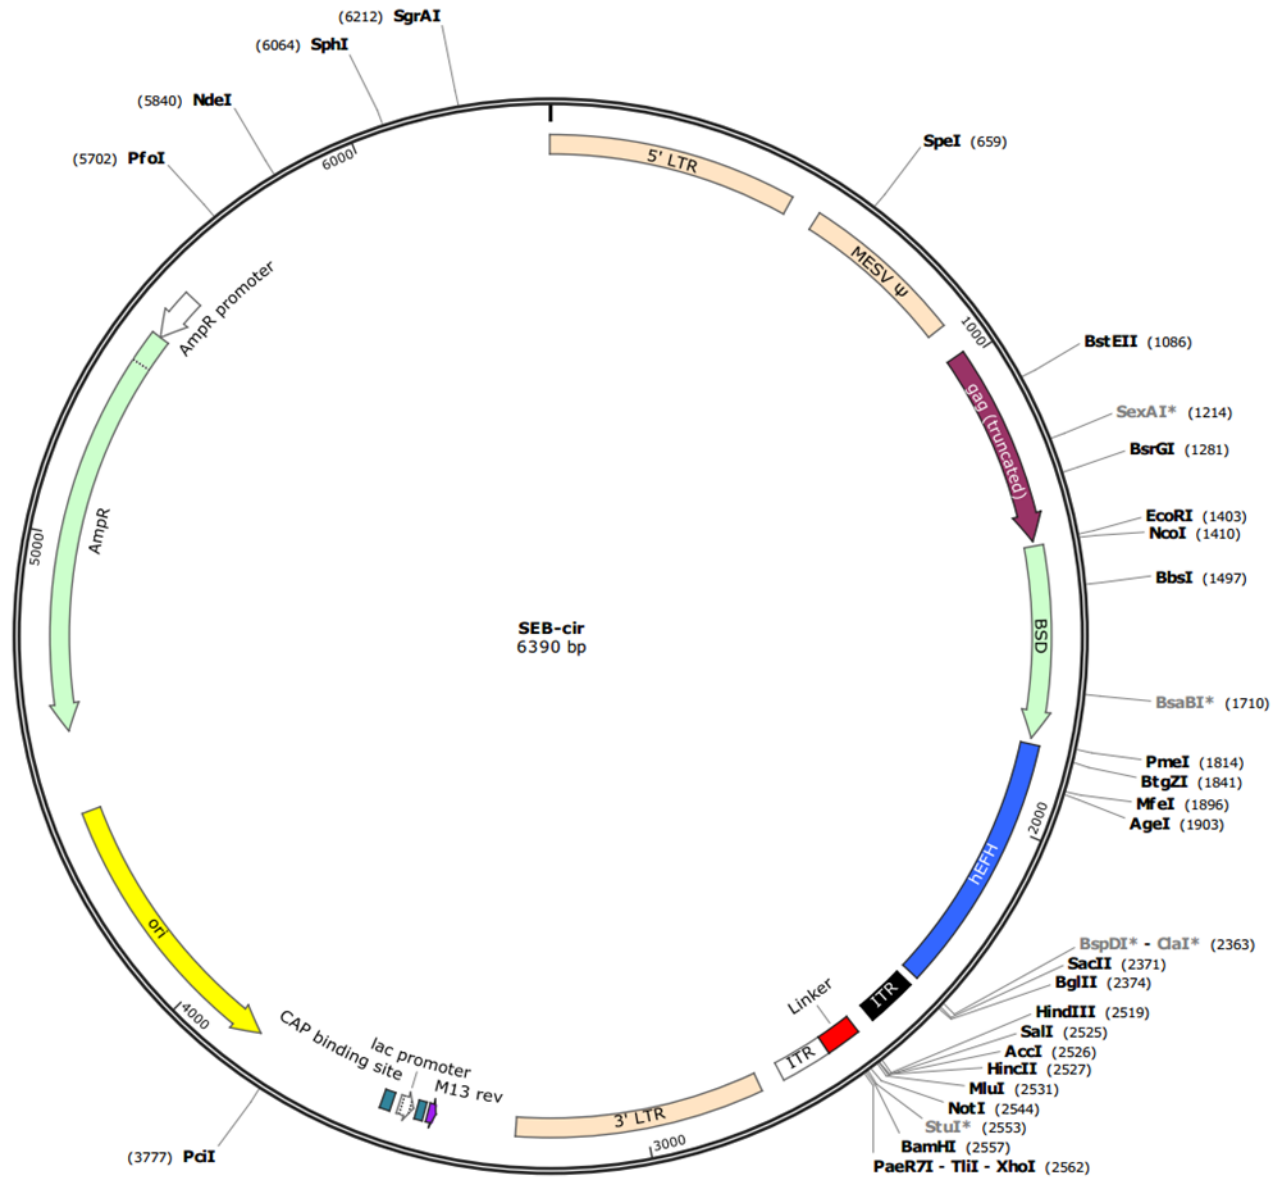 (6212) SgrAI
(6064) SphI
(5840) NdeI
(5702) PfoI
SpeI (659)
BstEII (1086)
SexAI* (1214)
BsrGI (1281)
EcoRI (1403)
NcoI (1410)
BbsI (1497)
BsaBI* (1710)
PmeI (1814)
BtgZI (1841)
MfeI (1896)
AgeI (1903)
BspDI* - ClaI* (2363)
SacII (2371)
BglII (2374)
HindIII (2519)
SalI (2525)
AccI (2526)
HincII (2527)
MluI (2531)
NotI (2544)
StuI* (2553)
BamHI (2557)
PaeR7I - TliI - XhoI (2562)
(3777) PciI
6000
1000
2000
3000
4000
5000
5' LTR
MESV Ψ
gag (truncated)
BSD
hEFH
ITR
Linker
ITR
3' LTR
M13 rev
lac promoter
CAP binding site
ori
AmpR
AmpR promoter
SEB-cir
6390 bp